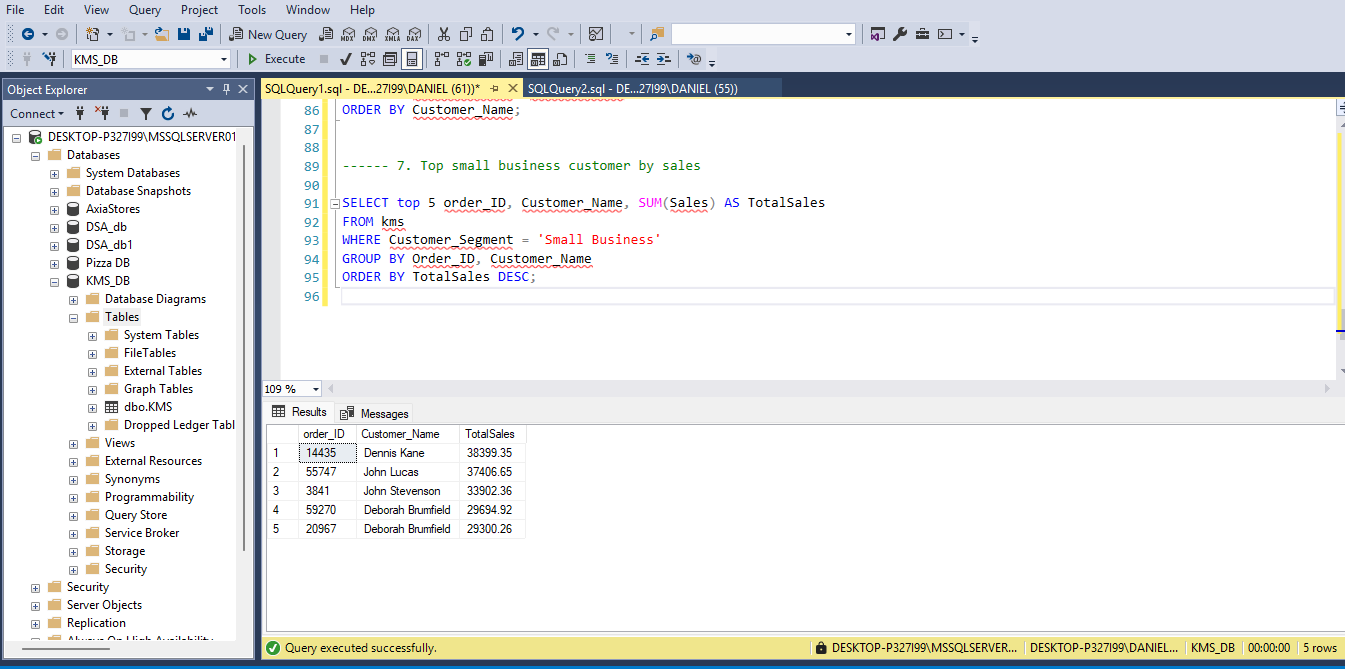 File Edit View Query Project Tools Window Help
New Query MDX DMX XMLA DAX
KMS_DB Execute
Object Explorer
Connect
DESKTOP-P327I99\MSSQLSERVER01
Databases
System Databases
Database Snapshots
AxiaStores
DSA_db
DSA_db1
Pizza DB
KMS_DB
Database Diagrams
Tables
System Tables
FileTables
External Tables
Graph Tables
dbo.KMS
Dropped Ledger Tabl
Views
External Resources
Synonyms
Programmability
Query Store
Service Broker
Storage
Security
Security
Server Objects
Replication
Always On High Availability
SQLQuery1.sql - DE...27I99\DANIEL (61))* SQLQuery2.sql - DE...27I99\DANIEL (55))
86 ORDER BY Customer_Name;
87
88
89 ------ 7. Top small business customer by sales
90
91 SELECT top 5 order_ID, Customer_Name, SUM(Sales) AS TotalSales
92 FROM kms
93 WHERE Customer_Segment = 'Small Business'
94 GROUP BY Order_ID, Customer_Name
95 ORDER BY TotalSales DESC;
96
109 %
Results Messages
order_ID Customer_Name TotalSales
1 14435 Dennis Kane 38399.35
2 55747 John Lucas 37406.65
3 3841 John Stevenson 33902.36
4 59270 Deborah Brumfield 29694.92
5 20967 Deborah Brumfield 29300.26
Query executed successfully. DESKTOP-P327I99\MSSQLSERVER... DESKTOP-P327I99\DANIEL... KMS_DB 00:00:00 5 rows